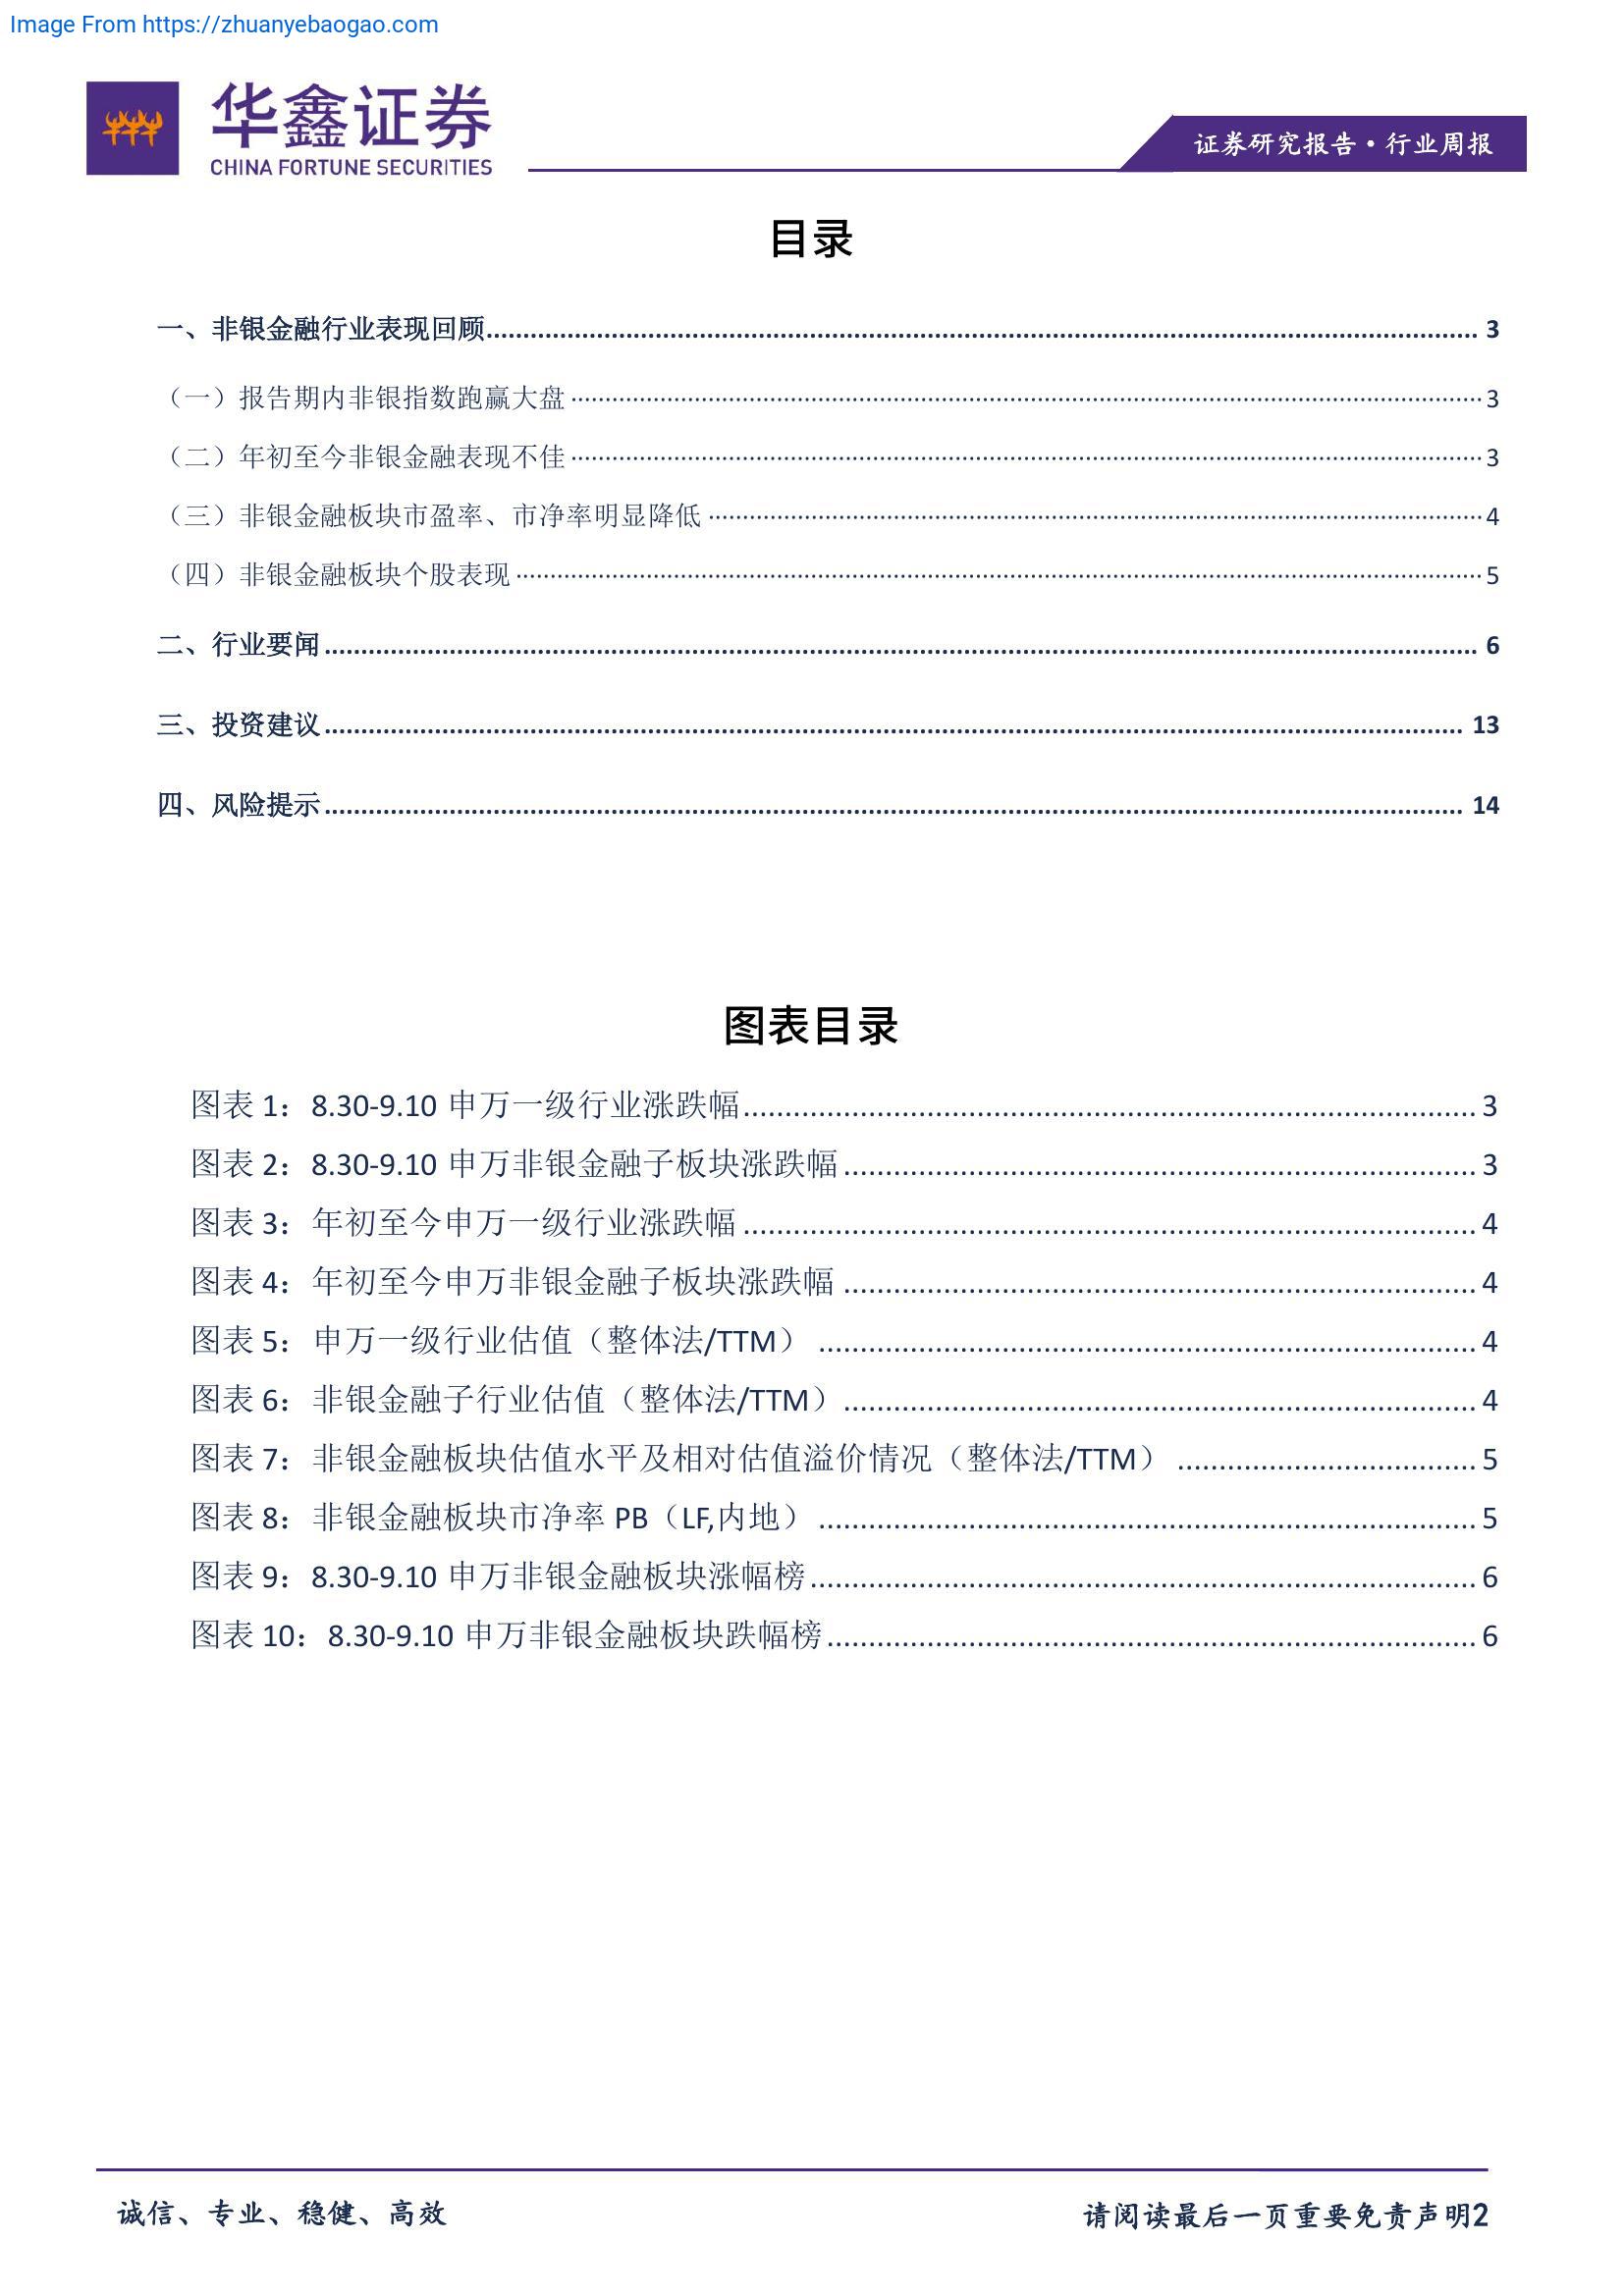 Image From https://zhuanyebaogao.com
华鑫证券
CHINA FORTUNE SECURITIES
证券研究报告·行业周报
目录
一、非银金融行业表现回顾 3
（一）报告期内非银指数跑赢大盘 3
（二）年初至今非银金融表现不佳 3
（三）非银金融板块市盈率、市净率明显降低 4
（四）非银金融板块个股表现 5
二、行业要闻 6
三、投资建议 13
四、风险提示 14
图表目录
图表 1：8.30-9.10 申万一级行业涨跌幅 3
图表 2：8.30-9.10 申万非银金融子板块涨跌幅 3
图表 3：年初至今申万一级行业涨跌幅 4
图表 4：年初至今申万非银金融子板块涨跌幅 4
图表 5：申万一级行业估值（整体法/TTM） 4
图表 6：非银金融子行业估值（整体法/TTM） 4
图表 7：非银金融板块估值水平及相对估值溢价情况（整体法/TTM） 5
图表 8：非银金融板块市净率 PB（LF,内地） 5
图表 9：8.30-9.10 申万非银金融板块涨幅榜 6
图表 10：8.30-9.10 申万非银金融板块跌幅榜 6
诚信、专业、稳健、高效
请阅读最后一页重要免责声明2